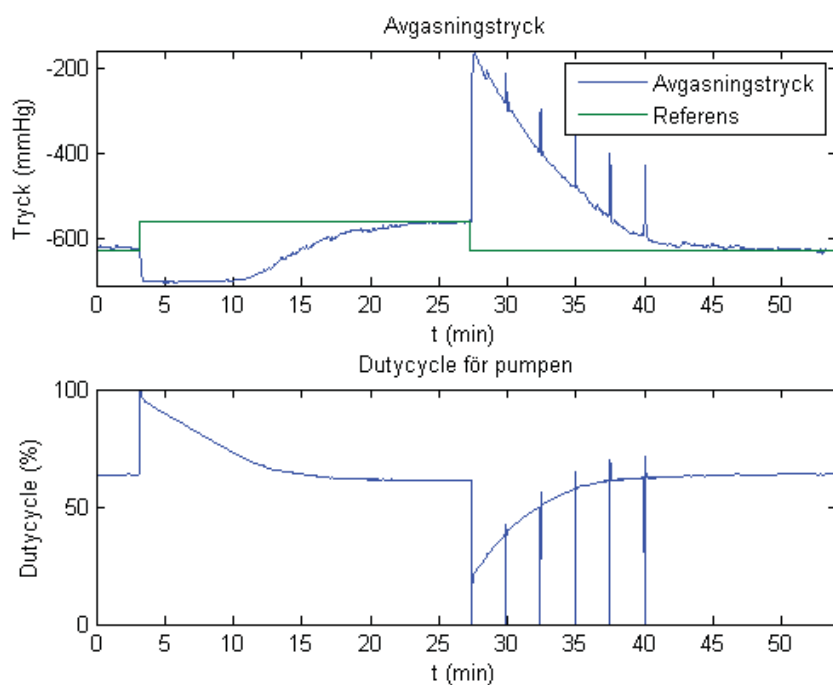 Avgasningstryck
-200
-400
-600
Tryck (mmHg)
Avgasningstryck
Referens
0 5 10 15 20 25 30 35 40 45 50
t (min)
Dutycycle för pumpen
100
50
0
Dutycycle (%)
0 5 10 15 20 25 30 35 40 45 50
t (min)